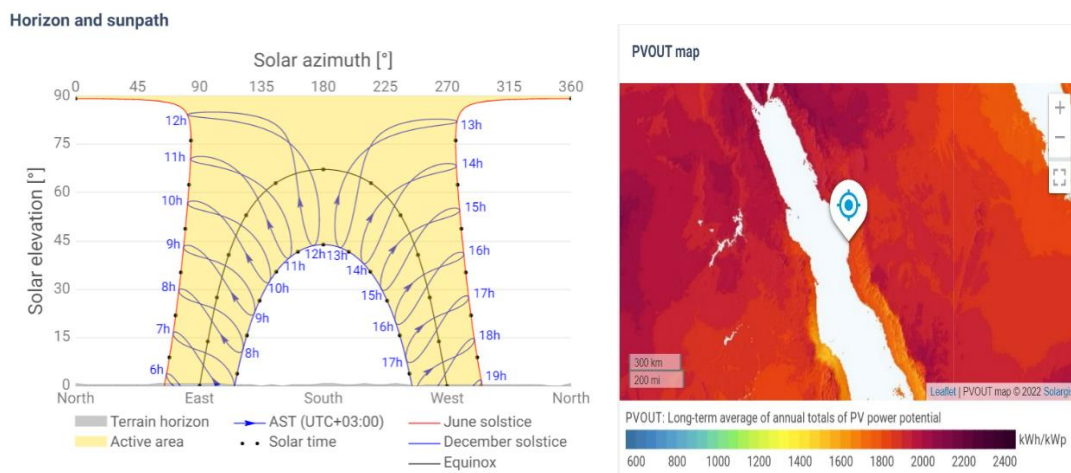 Horizon and sunpath
Solar azimuth [°]
0 45 90 135 180 225 270 315 360
Solar elevation [°]
90
75
60
45
30
15
0
12h
11h
10h
9h
8h
7h
6h
12h 13h
11h 14h
10h 15h
9h 16h
8h 17h
13h
14h
15h
16h
17h
18h
19h
North East South West North
Terrain horizon
Active area
AST (UTC+03:00)
Solar time
June solstice
December solstice
Equinox
PVOUT map
+
−
300 km
200 mi
Leaflet | PVOUT map © 2022 Solargis
PVOUT: Long-term average of annual totals of PV power potential
kWh/kWp
600 800 1000 1200 1400 1600 1800 2000 2200 2400